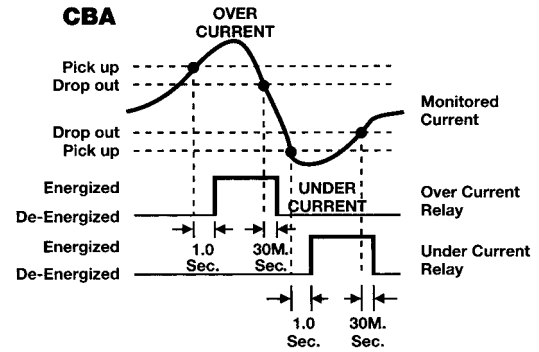 CBA
OVER
CURRENT
Pick up
Drop out
Monitored
Current
Drop out
Pick up
Energized
UNDER
CURRENT
Over Current
Relay
De-Energized
Energized
1.0
Sec.
30M.
Sec.
Under Current
Relay
De-Energized
1.0
Sec.
30M.
Sec.